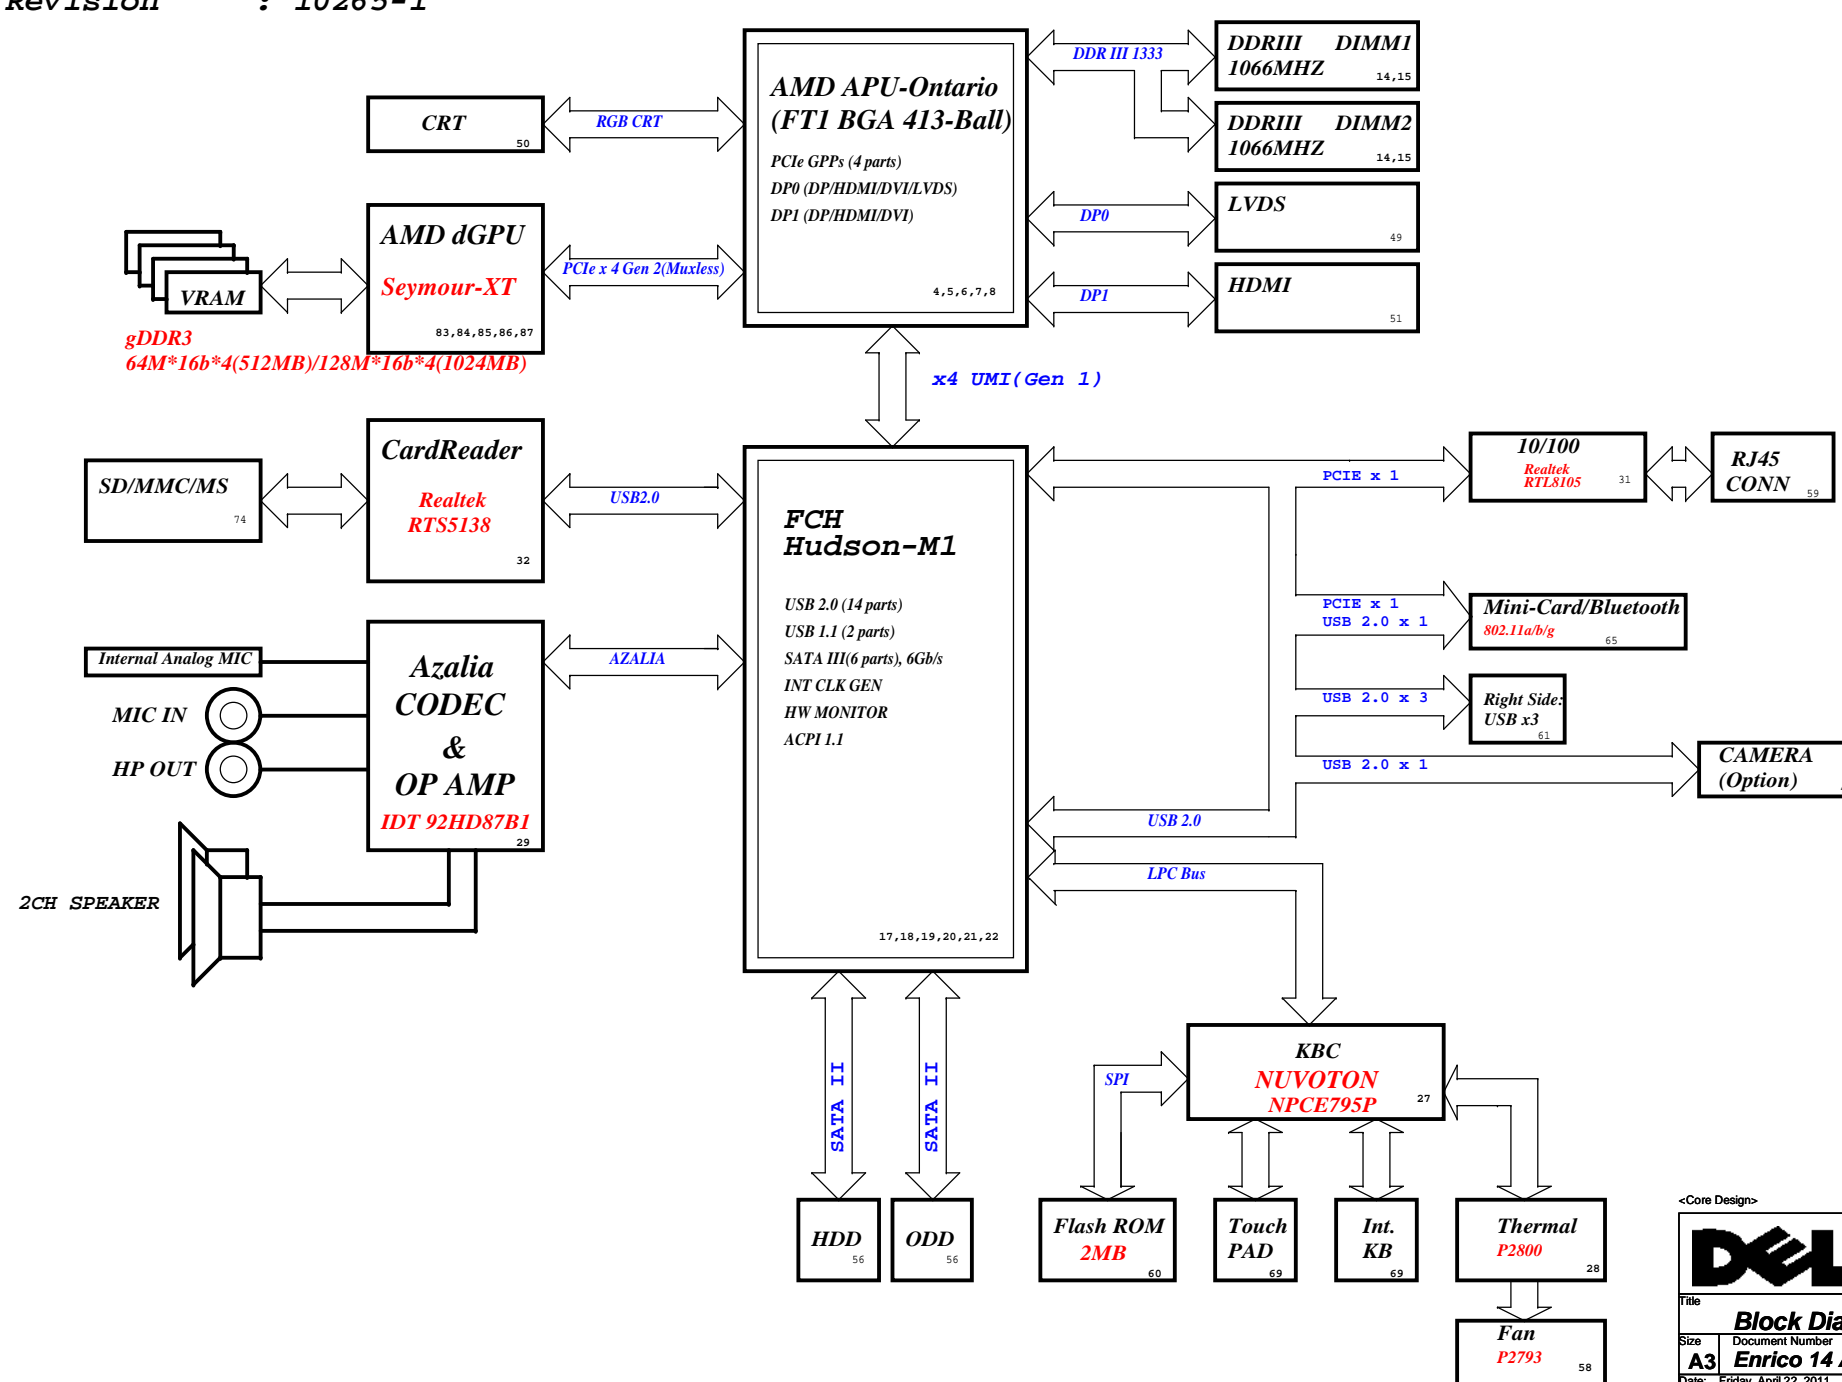 Revision : 10265-1
AMD APU-Ontario
(FT1 BGA 413-Ball)
PCIe GPPs (4 parts)
DP0 (DP/HDMI/DVI/LVDS)
DP1 (DP/HDMI/DVI)
4,5,6,7,8
DDR III 1333
DDRIII DIMM1
1066MHZ
14,15
DDRIII DIMM2
1066MHZ
14,15
CRT
50
RGB CRT
DP0
LVDS
49
DP1
HDMI
51
AMD dGPU
Seymour-XT
83,84,85,86,87
PCIe x 4 Gen 2(Muxless)
VRAM
gDDR3
64M*16b*4(512MB)/128M*16b*4(1024MB)
x4 UMI(Gen 1)
CardReader
Realtek
RTS5138
32
SD/MMC/MS
74
USB2.0
FCH
Hudson-M1
USB 2.0 (14 parts)
USB 1.1 (2 parts)
SATA III(6 parts), 6Gb/s
INT CLK GEN
HW MONITOR
ACPI 1.1
17,18,19,20,21,22
PCIE x 1
10/100
Realtek
RTL8105
31
RJ45
CONN
59
PCIE x 1
USB 2.0 x 1
Mini-Card/Bluetooth
802.11a/b/g
65
USB 2.0 x 3
Right Side:
USB x3
61
USB 2.0 x 1
CAMERA
(Option)
USB 2.0
LPC Bus
Internal Analog MIC
MIC IN
HP OUT
Azalia
CODEC
&
OP AMP
IDT 92HD87B1
29
AZALIA
2CH SPEAKER
SATA II
SATA II
HDD
56
ODD
56
KBC
NUVOTON
NPCE795P
27
SPI
Flash ROM
2MB
60
Touch
PAD
69
Int.
KB
69
Thermal
P2800
28
Fan
P2793
58
<Core Design>
DELL
Title
Block Dia
Size
Document Number
A3
Enrico 14
Date: Friday, April 22, 2011